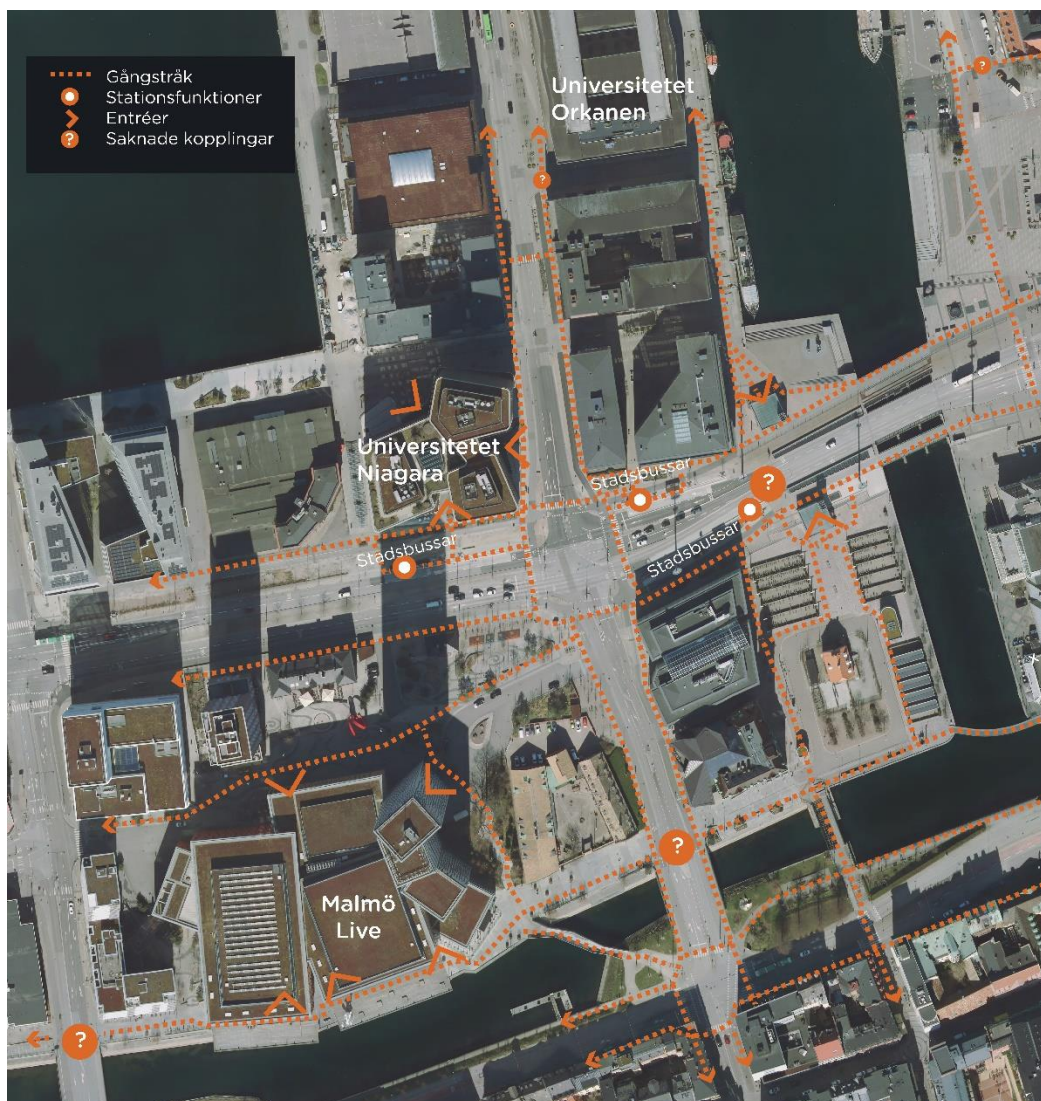 Gångstråk
Stationsfunktioner
Entréer
?
Saknade kopplingar
Universitetet
Orkanen
?
?
Universitetet
Niagara
Stadsbussar
?
Stadsbussar
Stadsbussar
?
Malmö
Live
?